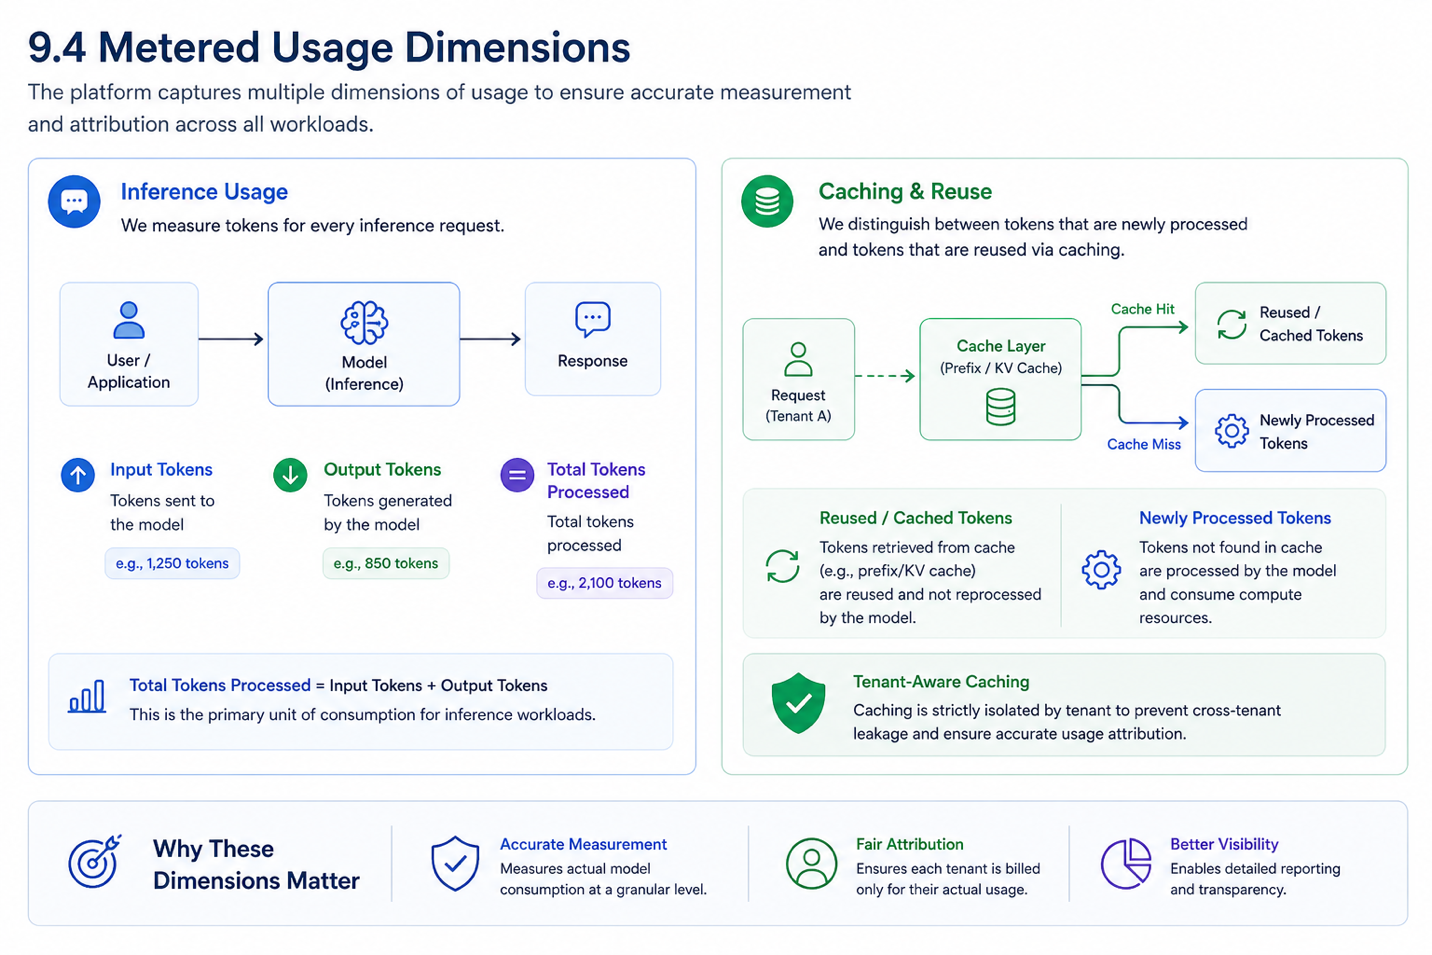 9.4 Metered Usage Dimensions
The platform captures multiple dimensions of usage to ensure accurate measurement
and attribution across all workloads.
Inference Usage
We measure tokens for every inference request.
User /
Application
Model
(Inference)
Response
Input Tokens
Tokens sent to
the model
e.g., 1,250 tokens
Output Tokens
Tokens generated
by the model
e.g., 850 tokens
Total Tokens
Processed
Total tokens
processed
e.g., 2,100 tokens
Total Tokens Processed = Input Tokens + Output Tokens
This is the primary unit of consumption for inference workloads.
Caching & Reuse
We distinguish between tokens that are newly processed
and tokens that are reused via caching.
Request
(Tenant A)
Cache Layer
(Prefix / KV Cache)
Cache Hit
Reused /
Cached Tokens
Cache Miss
Newly Processed
Tokens
Reused / Cached Tokens
Tokens retrieved from cache
(e.g., prefix/KV cache)
are reused and not reprocessed
by the model.
Newly Processed Tokens
Tokens not found in cache
are processed by the model
and consume compute
resources.
Tenant-Aware Caching
Caching is strictly isolated by tenant to prevent cross-tenant
leakage and ensure accurate usage attribution.
Why These
Dimensions Matter
Accurate Measurement
Measures actual model
consumption at a granular level.
Fair Attribution
Ensures each tenant is billed
only for their actual usage.
Better Visibility
Enables detailed reporting
and transparency.